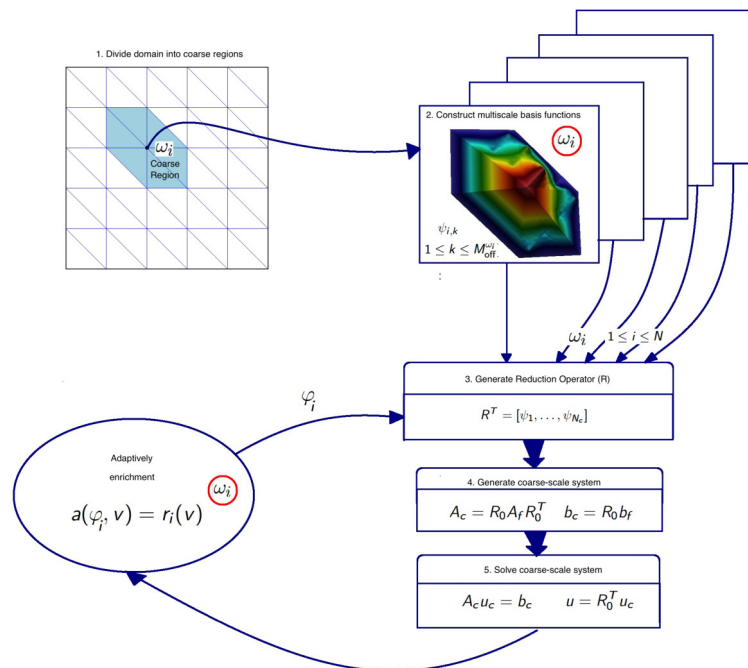 1. Divide domain into coarse regions
ω_i
Coarse
Region
2. Construct multiscale basis functions
ω_i
ψ_{i,k}
1 ≤ k ≤ M_{off}^{ω_i}.
:
ω_i 1 ≤ i ≤ N
3. Generate Reduction Operator (R)
R^T = [ψ_1, . . . , ψ_{N_c}]
φ_i
Adaptively
enrichment
ω_i
a(φ_i, v) = r_i(v)
4. Generate coarse-scale system
A_c = R_0 A_f R_0^T b_c = R_0 b_f
5. Solve coarse-scale system
A_c u_c = b_c u = R_0^T u_c